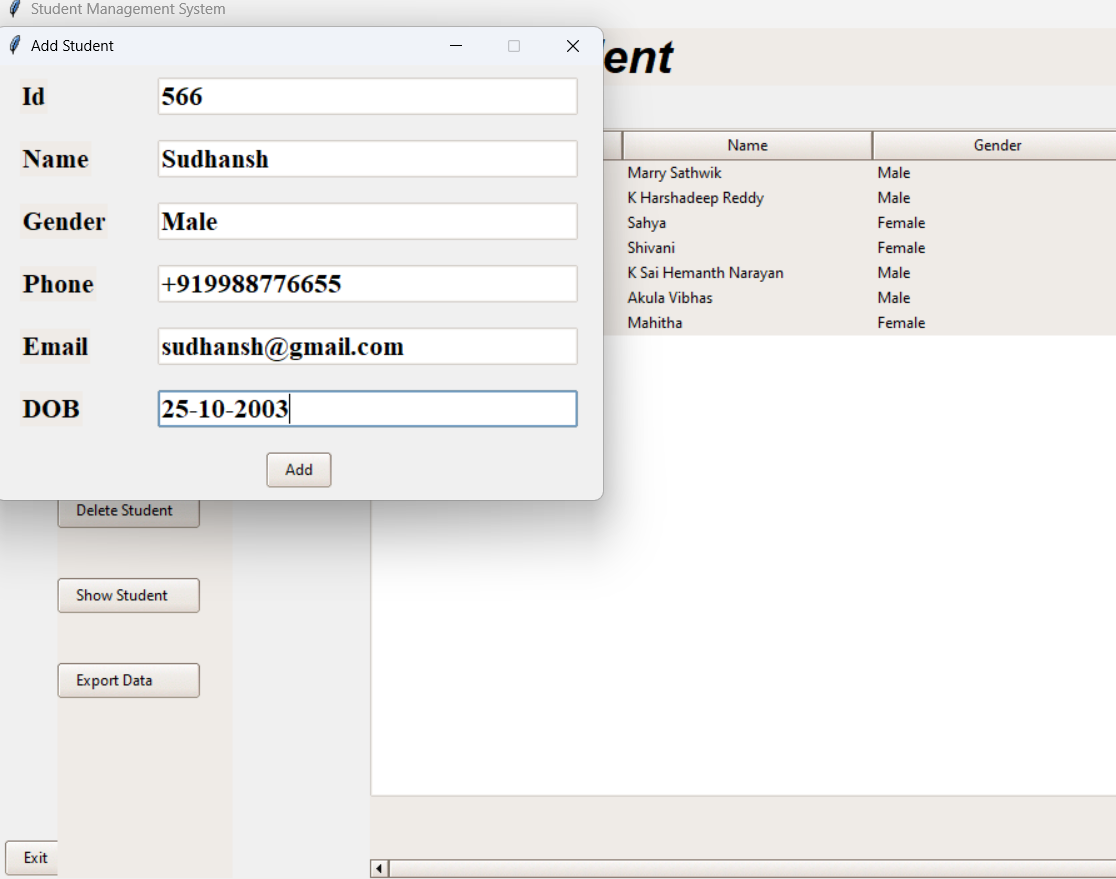 Student Management System
Add Student
Id 566
Name Sudhansh
Gender Male
Phone +919988776655
Email sudhansh@gmail.com
DOB 25-10-2003
Add
Name Gender
Marry Sathwik Male
K Harshadeep Reddy Male
Sahya Female
Shivani Female
K Sai Hemanth Narayan Male
Akula Vibhas Male
Mahitha Female
Delete Student
Show Student
Export Data
Exit